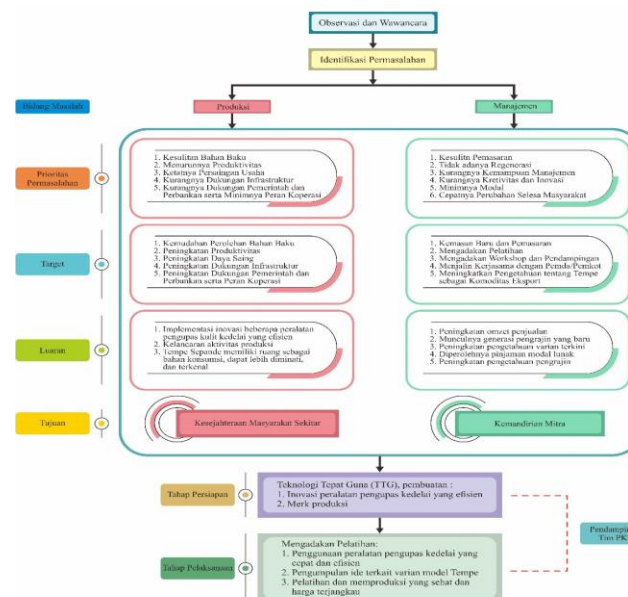 Observasi dan Wawancara
Identifikasi Permasalahan
Bidang Masalah
Produksi
Manajemen
Prioritas
Permasalahan
1. Kesulitan Bahan Baku
2. Menurunnya Produktivitas
3. Ketatnya Persaingan Usaha
4. Kurangnya Dukungan Infrastruktur
5. Kurangnya Dukungan Pemerintah dan
Perbankan serta Minimnya Peran Koperasi
1. Kesulitn Pemasaran
2. Tidak adanya Regenerasi
3. Kurangnya Kemampuan Manajemen
4. Kurangnya Kretivitas dan Inovasi
5. Minimnya Modal
6. Cepatnya Perubahan Selesa Masyarakat
Target
1. Kemudahan Perolehan Bahan Baku
2. Peningkatan Produktivitas
3. Peningkatan Daya Saing
4. Peningkatan Dukungan Infrastruktur
5. Peningkatan Dukungan Pemerintah dan
Perbankan serta Peran Koperasi
1. Kemasan Baru dan Pemasaran
2. Mengadakan Pelatihan
3. Mengadakan Workshop dan Pendampingan
4. Menjalin Kerjasama dengan Pemda/Pemkot
5. Meningkatkan Pengetahuan tentang Tempe
sebagai Komoditas Eksport
Luaran
1. Implementasi inovasi beberapa peralatan
pengupas kulit kedelai yang efisien
2. Kelancaran aktivitas produksi
3. Tempe Sepande memiliki ruang sebagai
bahan konsumsi, dapat lebih diminati,
dan terkenal
1. Peningkatan omzet penjualan
2. Munculnya generasi pengrajin yang baru
3. Peningkatan pengetahuan varian terkini
4. Diperolehnya pinjaman modal lunak
5. Peningkatan pengetahuan pengrajin
Tujuan
Kesejahteraan Masyarakat Sekitar
Kemandirian Mitra
Tahap Persiapan
Teknologi Tepat Guna (TTG), pembuatan :
1. Inovasi peralatan pengupas kedelai yang efisien
2. Merk produksi
Pendampi
Tim PK
Tahap Pelaksanaan
Mengadakan Pelatihan:
1. Penggunaan peralatan pengupas kedelai yang
cepat dan efisien
2. Pengumpulan ide terkait varian model Tempe
3. Pelatihan dan memproduksi yang sehat dan
harga terjangkau